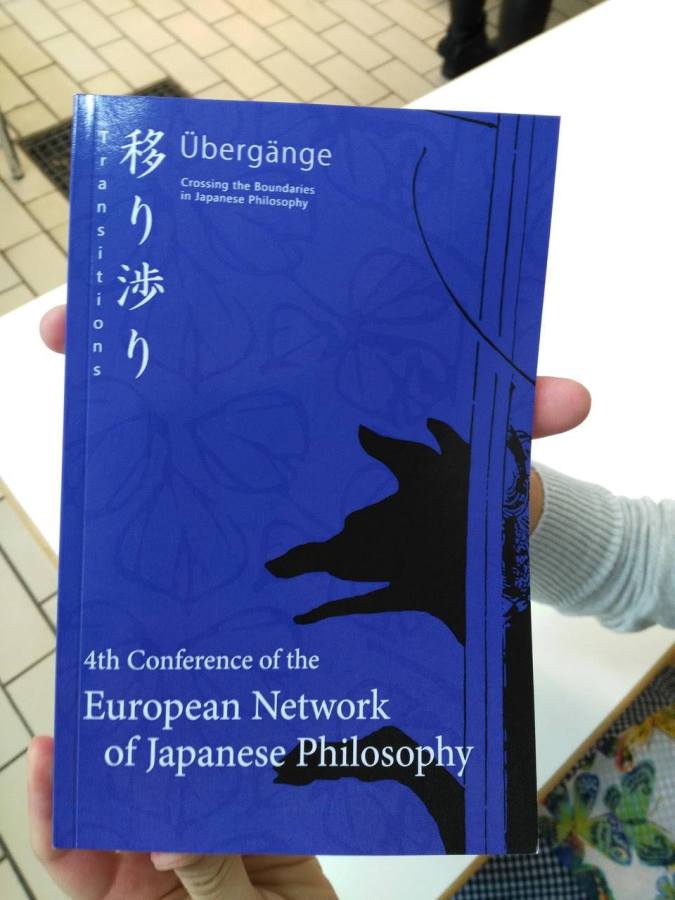 Transitions
移り渉り
Übergänge
Crossing the Boundaries
in Japanese Philosophy
4th Conference of the
European Network
of Japanese Philosophy